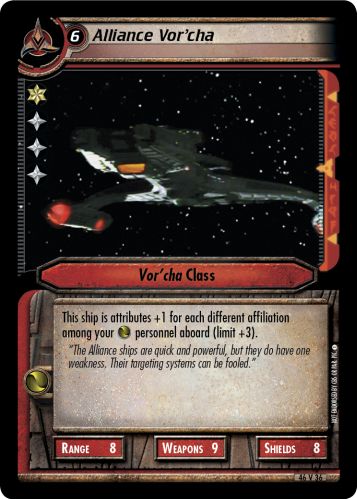 6 Alliance Vor'cha
Vor'cha Class
This ship is attributes +1 for each different affiliation
among your personnel aboard (limit +3).
"The Alliance ships are quick and powerful, but they do have one
weakness. Their targeting systems can be fooled."
RANGE 8 WEAPONS 9 SHIELDS 8
46 V 36